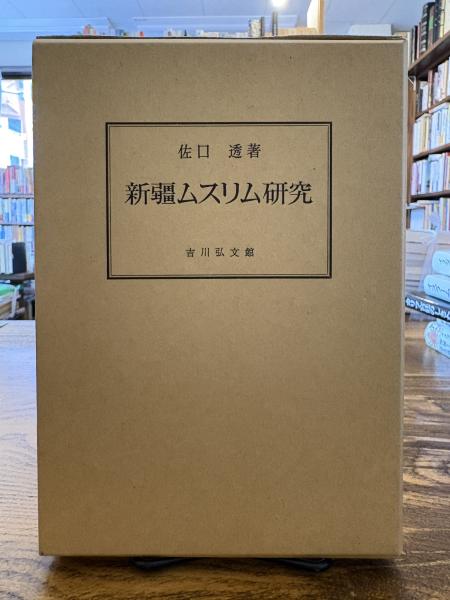 佐口 透著
新疆ムスリム研究
吉川弘文館